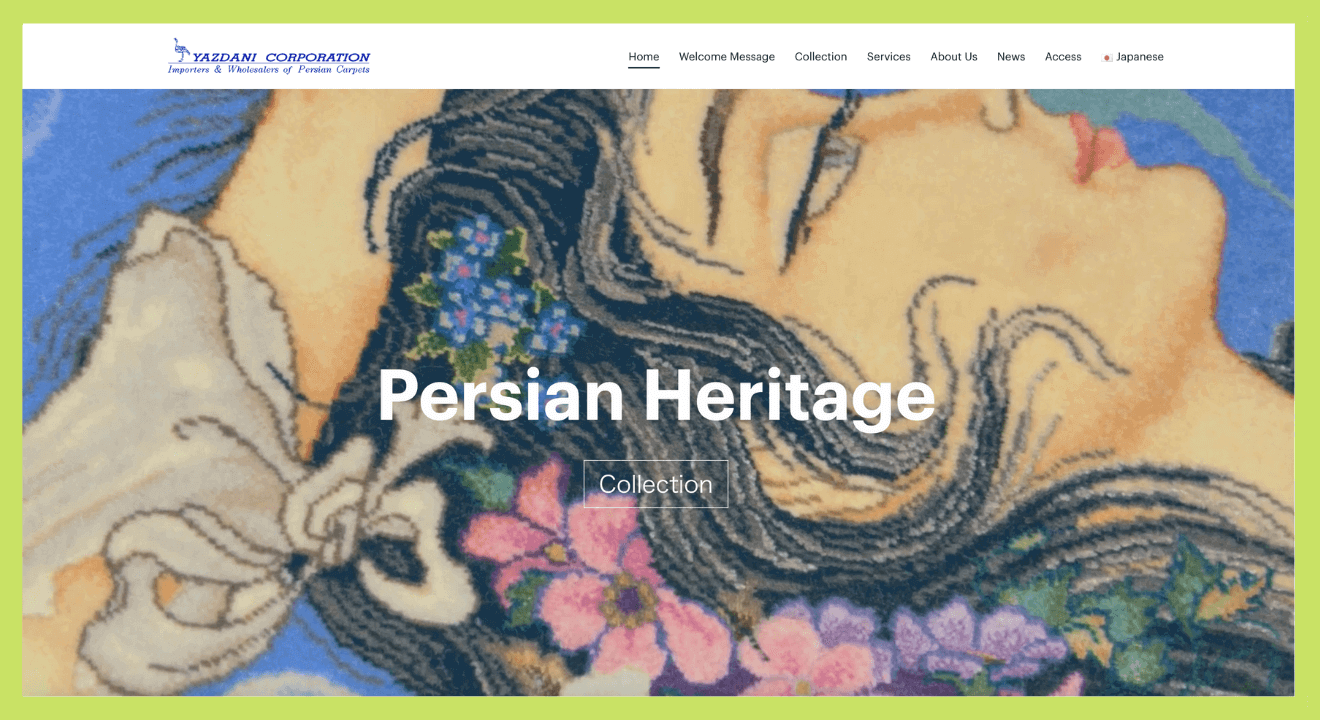 YAZDANI CORPORATION
Importers & Wholesalers of Persian Carpets
Home Welcome Message Collection Services About Us News Access Japanese
Persian Heritage
Collection